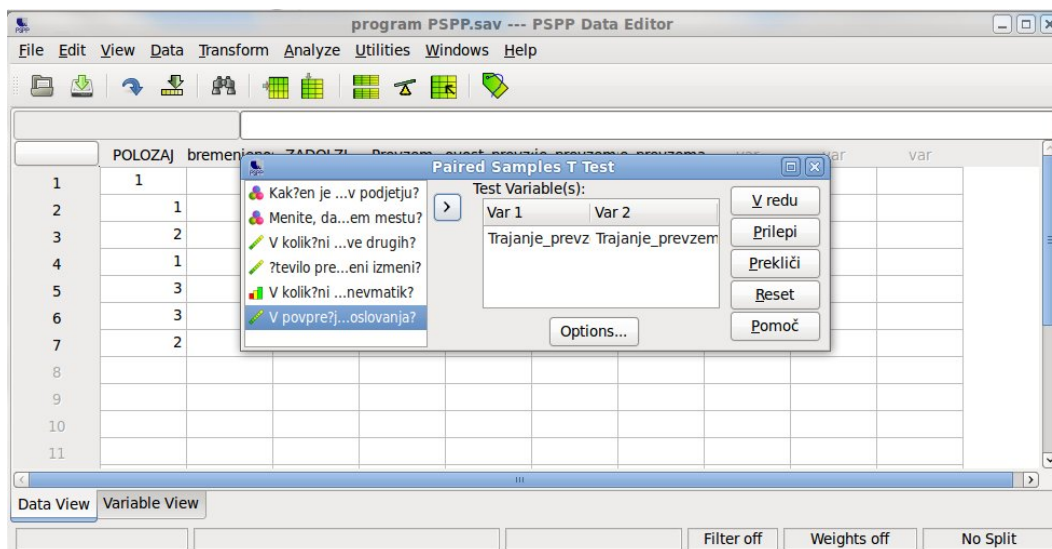 program PSPP.sav --- PSPP Data Editor
File Edit View Data Transform Analyze Utilities Windows Help
POLOZAJ
var
Paired Samples T Test
Kak?en je ...v podjetju?
Menite, da...em mestu?
V kolik?ni ...ve drugih?
?tevilo pre...eni izmeni?
V kolik?ni ...nevmatik?
V povpre?j...oslovanja?
>
Test Variable(s):
Var 1 Var 2
Trajanje_prevz Trajanje_prevzem
Options...
V redu
Prilepi
Prekliči
Reset
Pomoč
1 1
2 1
3 2
4 1
5 3
6 3
7 2
8
9
10
11
Data View Variable View
Filter off Weights off No Split